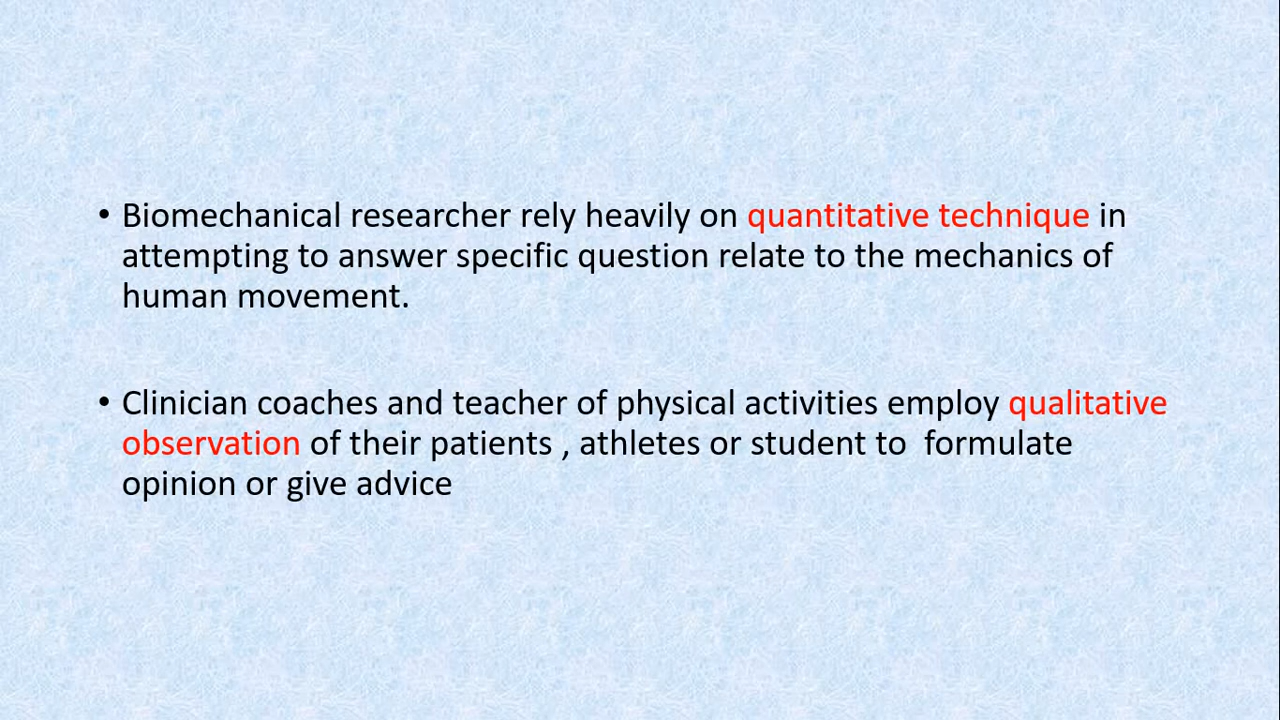 • Biomechanical researcher rely heavily on quantitative technique in
attempting to answer specific question relate to the mechanics of
human movement.
• Clinician coaches and teacher of physical activities employ qualitative
observation of their patients , athletes or student to  formulate
opinion or give advice